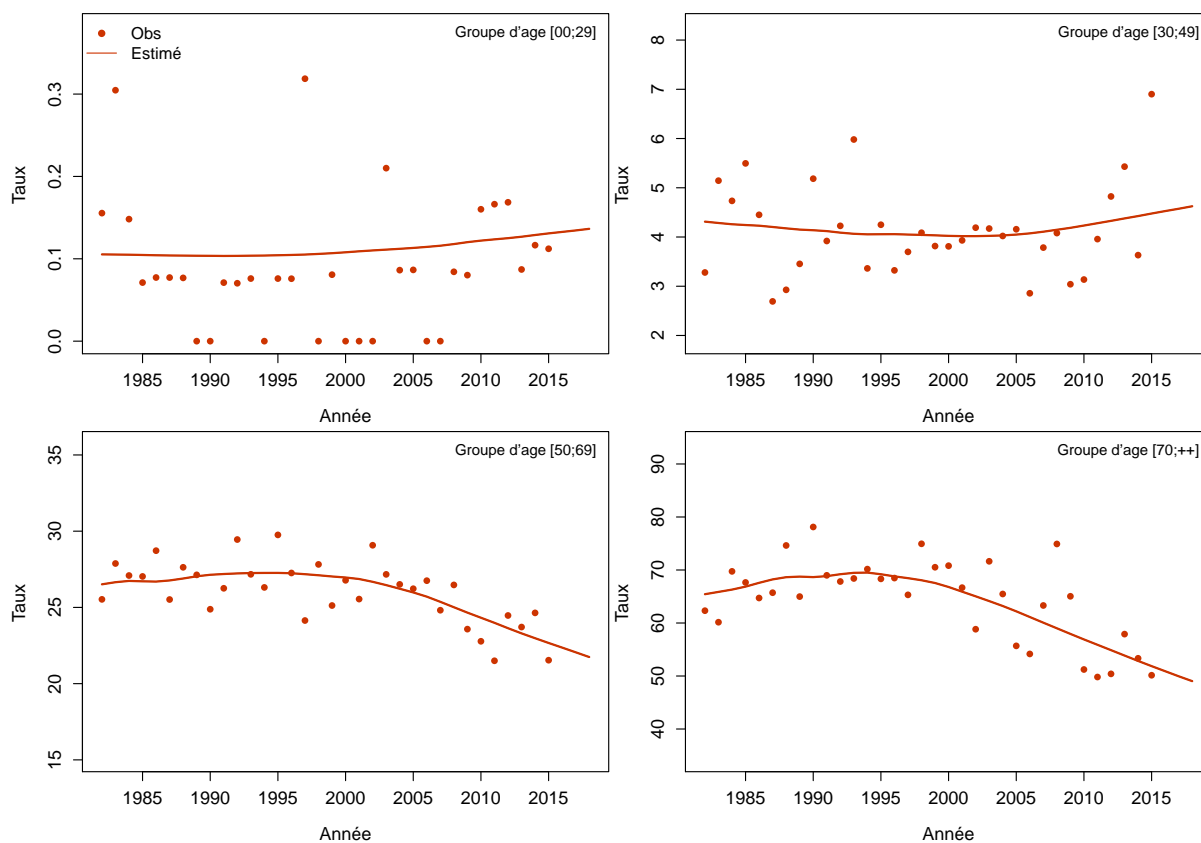 Obs
Estimé
Groupe d'age [00;29]
0.3
0.2
0.1
0.0
Taux
1985 1990 1995 2000 2005 2010 2015
Année
Groupe d'age [30;49]
8
7
6
5
4
3
2
Taux
1985 1990 1995 2000 2005 2010 2015
Année
Groupe d'age [50;69]
35
30
25
20
15
Taux
1985 1990 1995 2000 2005 2010 2015
Année
Groupe d'age [70;++]
90
80
70
60
50
40
Taux
1985 1990 1995 2000 2005 2010 2015
Année